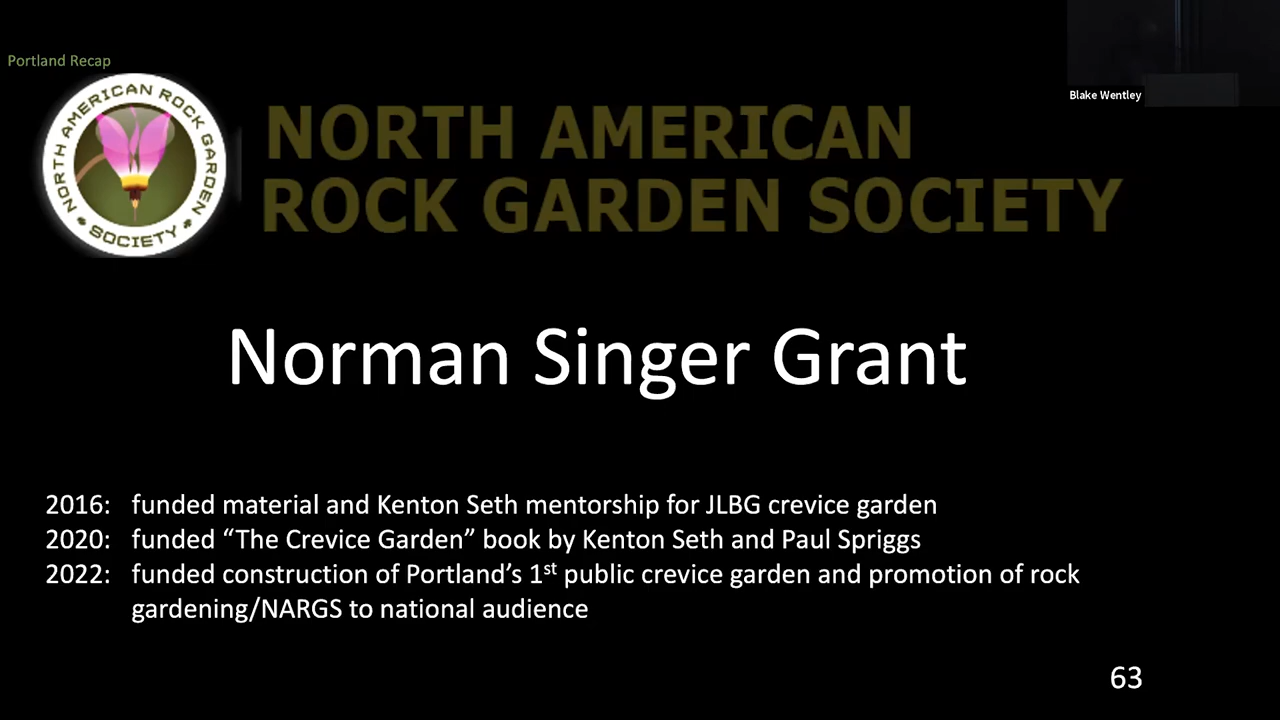 Portland Recap
Blake Wentley
NORTH AMERICAN ROCK GARDEN
SOCIETY
NORTH AMERICAN
ROCK GARDEN SOCIETY
Norman Singer Grant
2016: funded material and Kenton Seth mentorship for JLBG crevice garden
2020: funded “The Crevice Garden” book by Kenton Seth and Paul Spriggs
2022: funded construction of Portland’s 1st public crevice garden and promotion of rock
gardening/NARGS to national audience
63